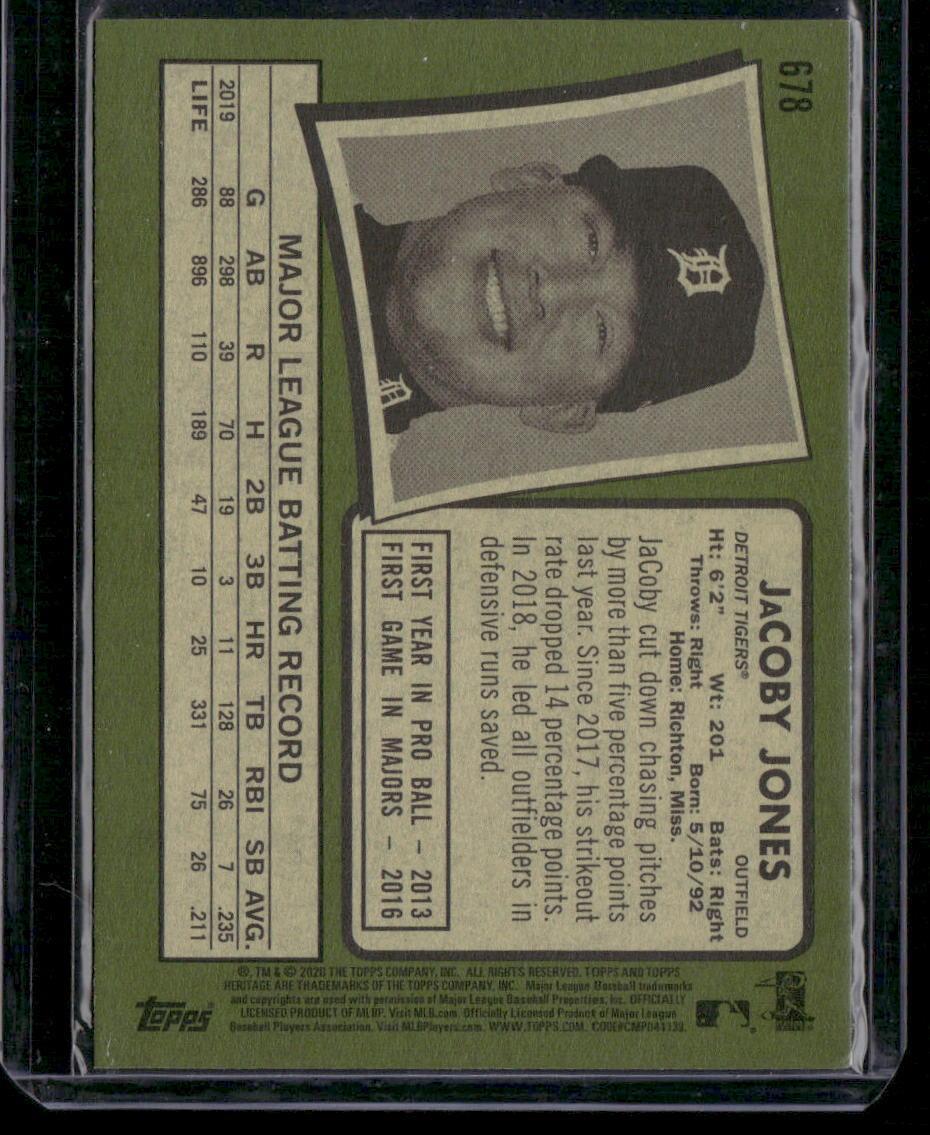 678
JACOBY JONES
DETROIT TIGERS® OUTFIELD
Ht: 6'2" Wt: 201 Bats: Right
Throws: Right Born: 5/10/92
Home: Richton, Miss.
JaCoby cut down chasing pitches
by more than five percentage points
last year. Since 2017, his strikeout
rate dropped 14 percentage points.
In 2018, he led all outfielders in
defensive runs saved.
FIRST YEAR IN PRO BALL – 2013
FIRST GAME IN MAJORS – 2016
MAJOR LEAGUE BATTING RECORD
G AB R H 2B 3B HR TB RBI SB AVG.
2019 88 298 39 70 19 3 11 128 26 7 .235
LIFE 286 896 110 189 47 10 25 331 75 26 .211
®, TM & © 2020 THE TOPPS COMPANY, INC. ALL RIGHTS RESERVED. TOPPS AND TOPPS
HERITAGE ARE TRADEMARKS OF THE TOPPS COMPANY, INC. Major League Baseball trademarks
and copyrights are used with permission of Major League Baseball Properties, Inc. OFFICIALLY
LICENSED PRODUCT OF MLBP. Visit MLB.com. Officially Licensed Product of Major League
Baseball Players Association. Visit MLBPlayers.com. WWW.TOPPS.COM. CODE#CMP041139.
Topps